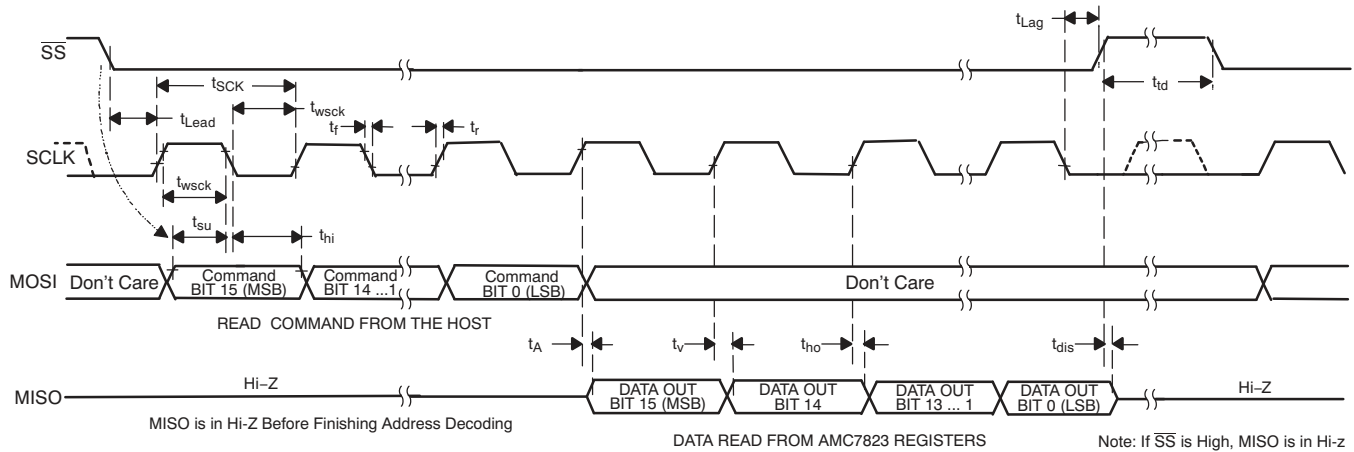 t_Lag
SS
t_td
t_SCK
t_wsck
t_Lead
t_f
t_r
SCLK
t_wsck
t_su
t_hi
MOSI
Don't Care
Command
BIT 15 (MSB)
Command
BIT 14 ...1
Command
BIT 0 (LSB)
Don't Care
READ COMMAND FROM THE HOST
t_A
t_v
t_ho
t_dis
MISO
Hi–Z
DATA OUT
BIT 15 (MSB)
DATA OUT
BIT 14
DATA OUT
BIT 13 ... 1
DATA OUT
BIT 0 (LSB)
Hi–Z
MISO is in Hi-Z Before Finishing Address Decoding
DATA READ FROM AMC7823 REGISTERS
Note: If SS is High, MISO is in Hi-z